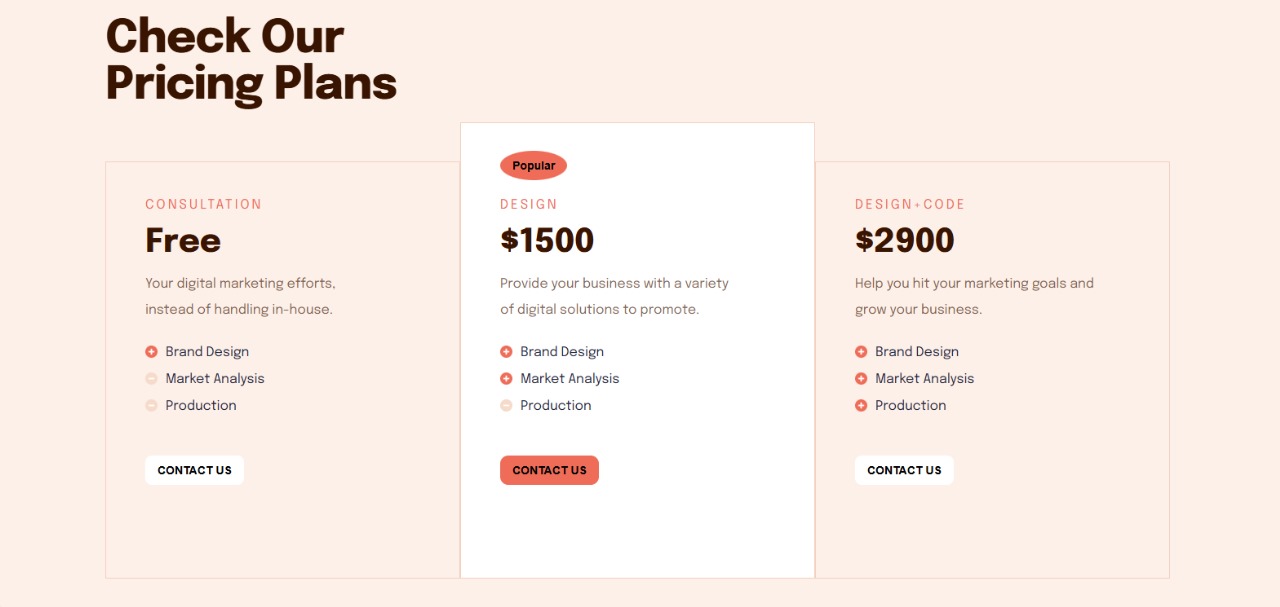 Check Our
Pricing Plans
CONSULTATION
Free
Your digital marketing efforts,
instead of handling in-house.
Brand Design
Market Analysis
Production
CONTACT US
Popular
DESIGN
$1500
Provide your business with a variety
of digital solutions to promote.
Brand Design
Market Analysis
Production
CONTACT US
DESIGN+CODE
$2900
Help you hit your marketing goals and
grow your business.
Brand Design
Market Analysis
Production
CONTACT US